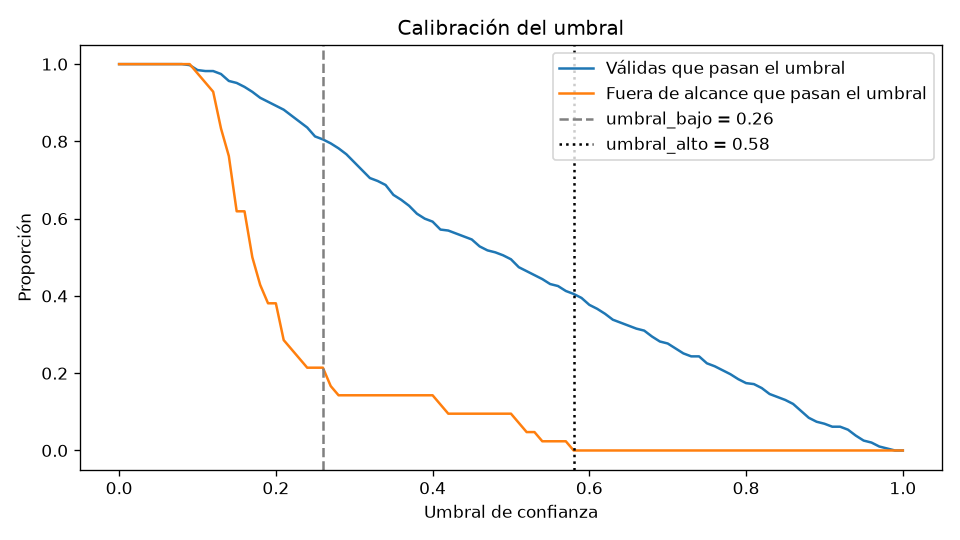 Calibración del umbral
Válidas que pasan el umbral
Fuera de alcance que pasan el umbral
umbral_bajo = 0.26
umbral_alto = 0.58
Proporción
1.0
0.8
0.6
0.4
0.2
0.0
0.0 0.2 0.4 0.6 0.8 1.0
Umbral de confianza